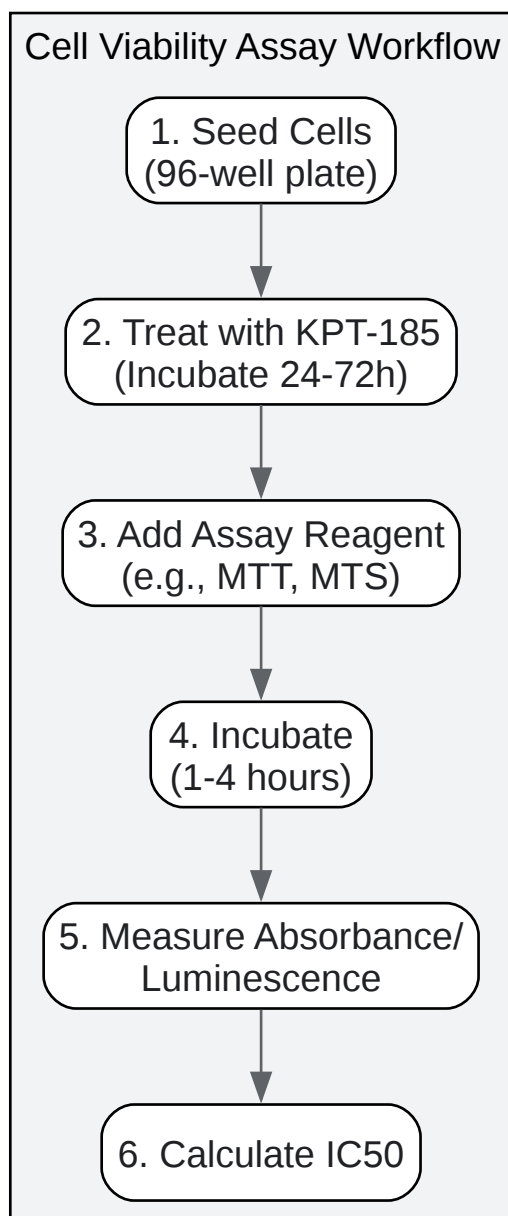 Cell Viability Assay Workflow
1. Seed Cells
(96-well plate)
2. Treat with KPT-185
(Incubate 24-72h)
3. Add Assay Reagent
(e.g., MTT, MTS)
4. Incubate
(1-4 hours)
5. Measure Absorbance/
Luminescence
6. Calculate IC50